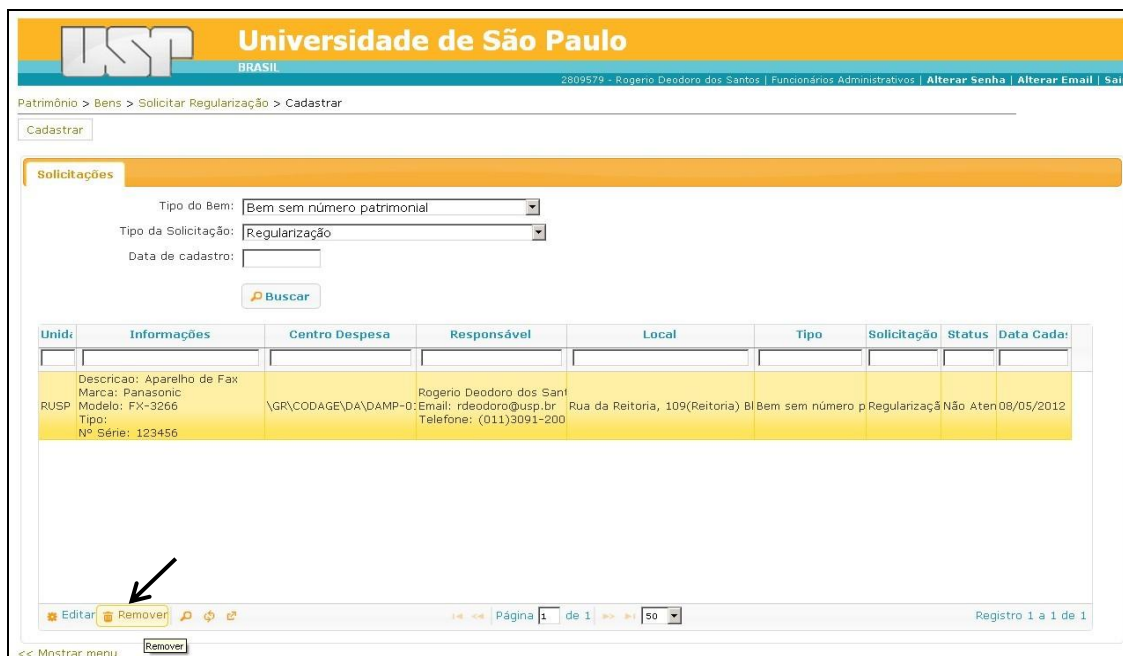 USP
Universidade de São Paulo
BRASIL
2809579 - Rogerio Deodoro dos Santos | Funcionários Administrativos | Alterar Senha | Alterar Email | Sai
Patrimônio > Bens > Solicitar Regularização > Cadastrar
Cadastrar
Solicitações
Tipo do Bem: Bem sem número patrimonial
Tipo da Solicitação: Regularização
Data de cadastro:
Buscar
Unida Informações Centro Despesa Responsável Local Tipo Solicitação Status Data Cadas
Descricao: Aparelho de Fax
Marca: Panasonic Rogerio Deodoro dos Sant
RUSP Modelo: FX-3266 \GR\CODAGE\DA\DAMP-01 Email: rdeodoro@usp.br Rua da Reitoria, 109(Reitoria) Bl Bem sem número p Regularizaçã Não Aten 08/05/2012
Tipo: Telefone: (011)3091-200
Nº Série: 123456
Editar Remover Página 1 de 1 50 Registro 1 a 1 de 1
Remover
<< Mostrar menu